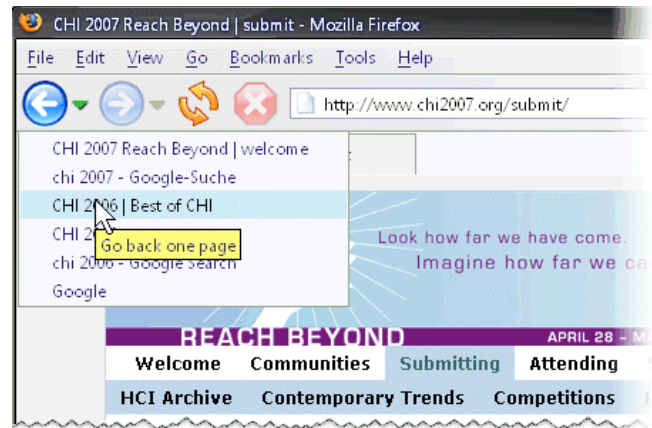 CHI 2007 Reach Beyond | submit - Mozilla Firefox
File Edit View Go Bookmarks Tools Help
http://www.chi2007.org/submit/
CHI 2007 Reach Beyond | welcome
chi 2007 - Google-Suche
CHI 2006 | Best of CHI
CHI
Go back one page
chi 2006 - Google Search
Google
Look how far we have come.
Imagine how far we
REACH BEYOND
APRIL 28 -
Welcome Communities Submitting Attending
HCI Archive Contemporary Trends Competitions